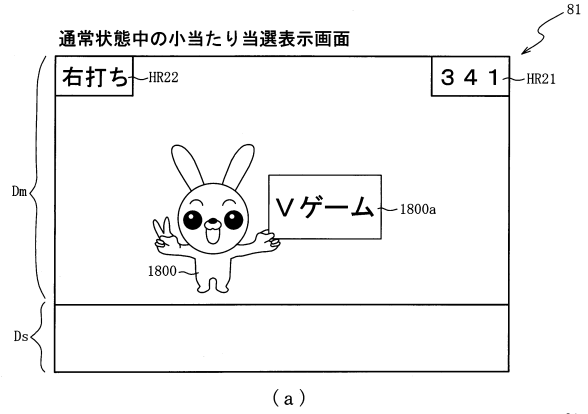 81
通常状態中の小当たり当選表示画面
右打ち HR22
341 HR21
Dm
Vゲーム 1800a
1800
Ds
(a)